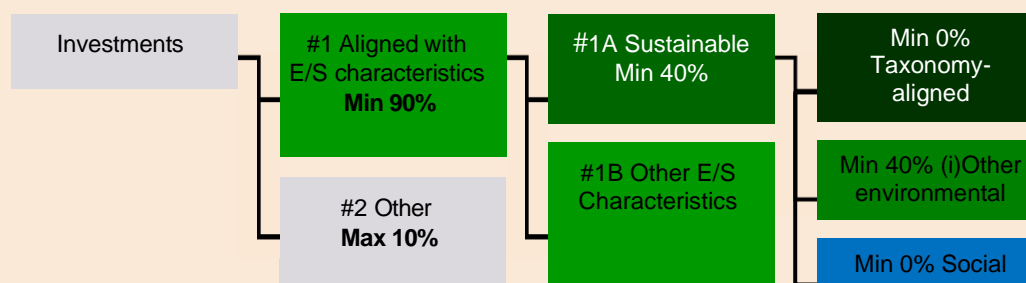 Investments
#1 Aligned with
E/S characteristics
Min 90%
#2 Other
Max 10%
#1A Sustainable
Min 40%
#1B Other E/S
Characteristics
Min 0%
Taxonomy-
aligned
Min 40% (i)Other
environmental
Min 0% Social